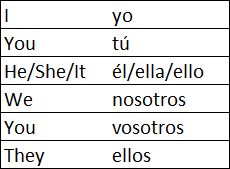 I yo
You tú
He/She/It él/ella/ello
We nosotros
You vosotros
They ellos